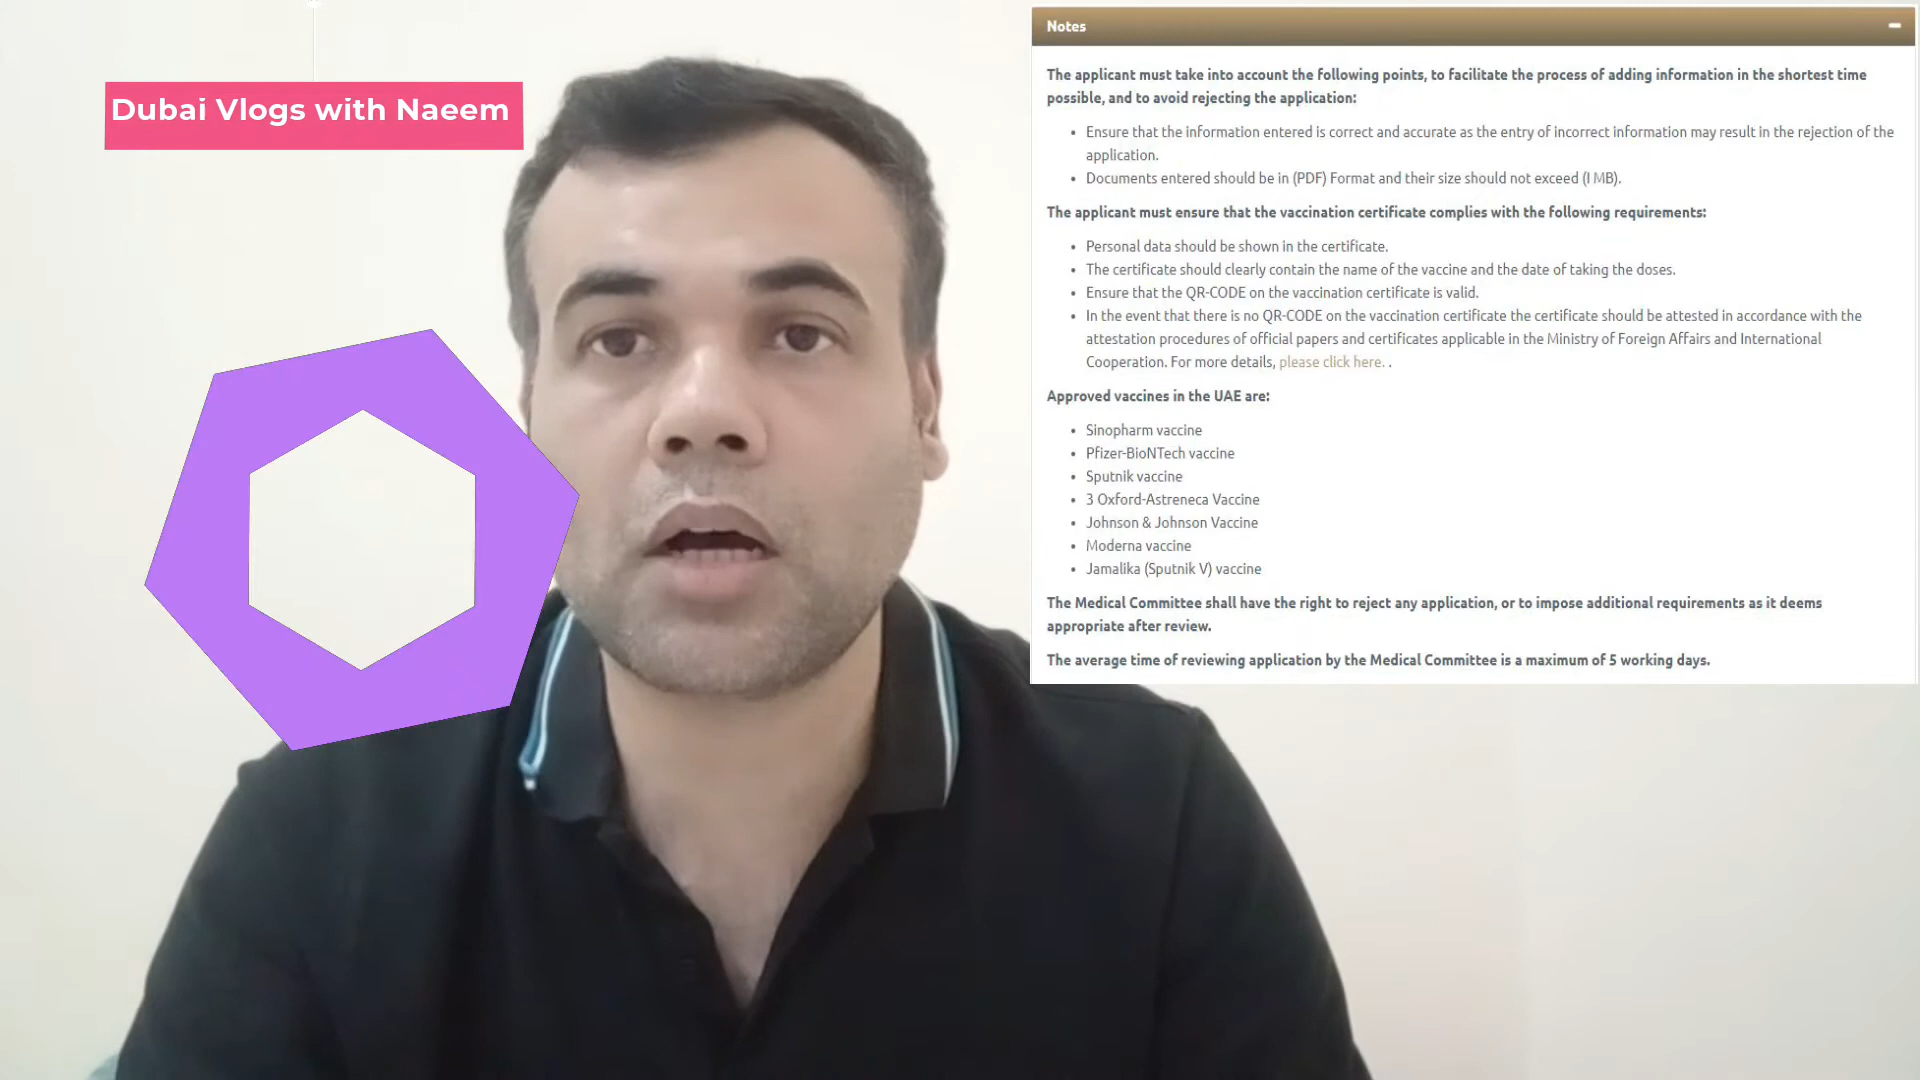 Dubai Vlogs with Naeem
Notes
The applicant must take into account the following points, to facilitate the process of adding information in the shortest time
possible, and to avoid rejecting the application:
• Ensure that the information entered is correct and accurate as the entry of incorrect information may result in the rejection of the
application.
• Documents entered should be in (PDF) Format and their size should not exceed (I MB).
The applicant must ensure that the vaccination certificate complies with the following requirements:
• Personal data should be shown in the certificate.
• The certificate should clearly contain the name of the vaccine and the date of taking the doses.
• Ensure that the QR-CODE on the vaccination certificate is valid.
• In the event that there is no QR-CODE on the vaccination certificate the certificate should be attested in accordance with the
attestation procedures of official papers and certificates applicable in the Ministry of Foreign Affairs and International
Cooperation. For more details, please click here. .
Approved vaccines in the UAE are:
• Sinopharm vaccine
• Pfizer-BioNTech vaccine
• Sputnik vaccine
• 3 Oxford-Astreneca Vaccine
• Johnson & Johnson Vaccine
• Moderna vaccine
• Jamalika (Sputnik V) vaccine
The Medical Committee shall have the right to reject any application, or to impose additional requirements as it deems
appropriate after review.
The average time of reviewing application by the Medical Committee is a maximum of 5 working days.